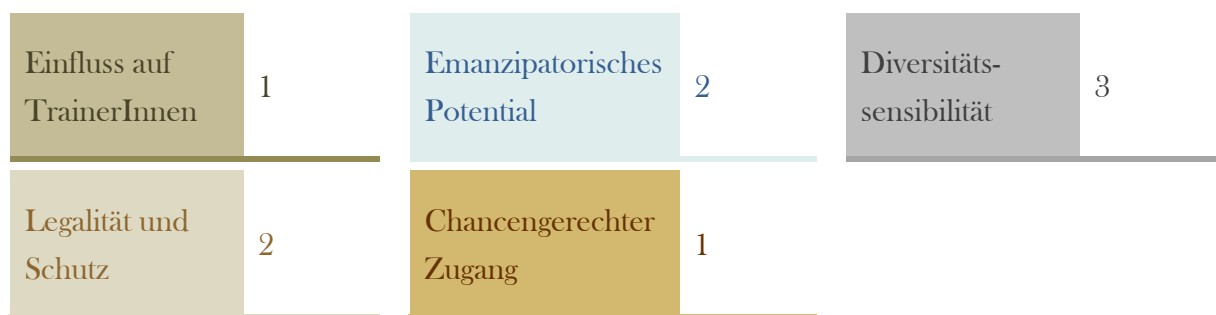 Einfluss auf
TrainerInnen
1
Emanzipatorisches
Potential
2
Diversitäts-
sensibilität
3
Legalität und
Schutz
2
Chancengerechter
Zugang
1